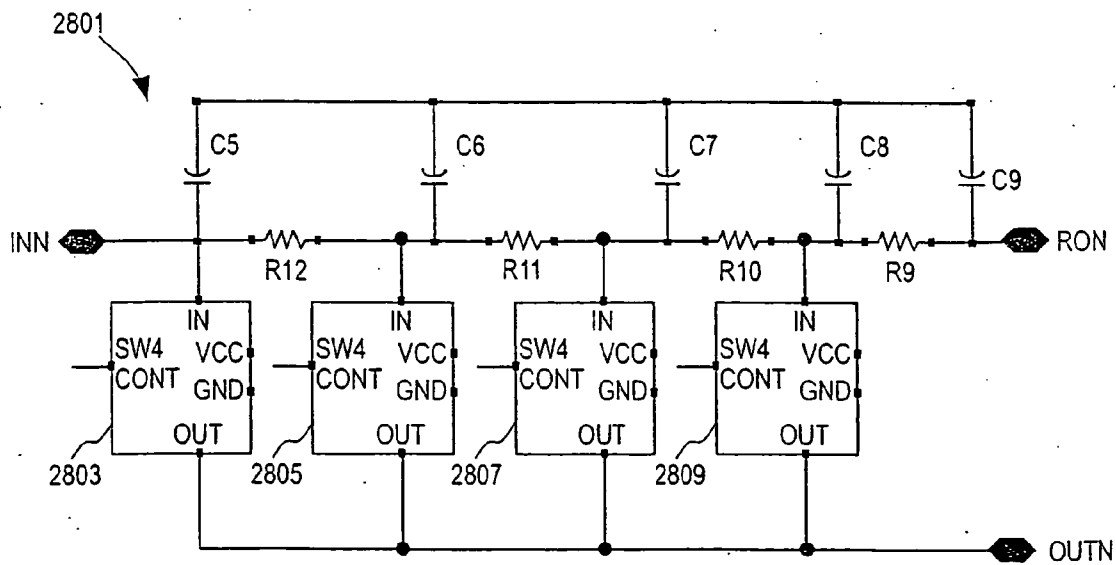 2801
C5
C6
C7
C8
C9
INN
R12
R11
R10
R9
RON
IN
IN
IN
IN
SW4
CONT
VCC
GND
OUT
SW4
CONT
VCC
GND
OUT
SW4
CONT
VCC
GND
OUT
SW4
CONT
VCC
GND
OUT
2803
2805
2807
2809
OUTN